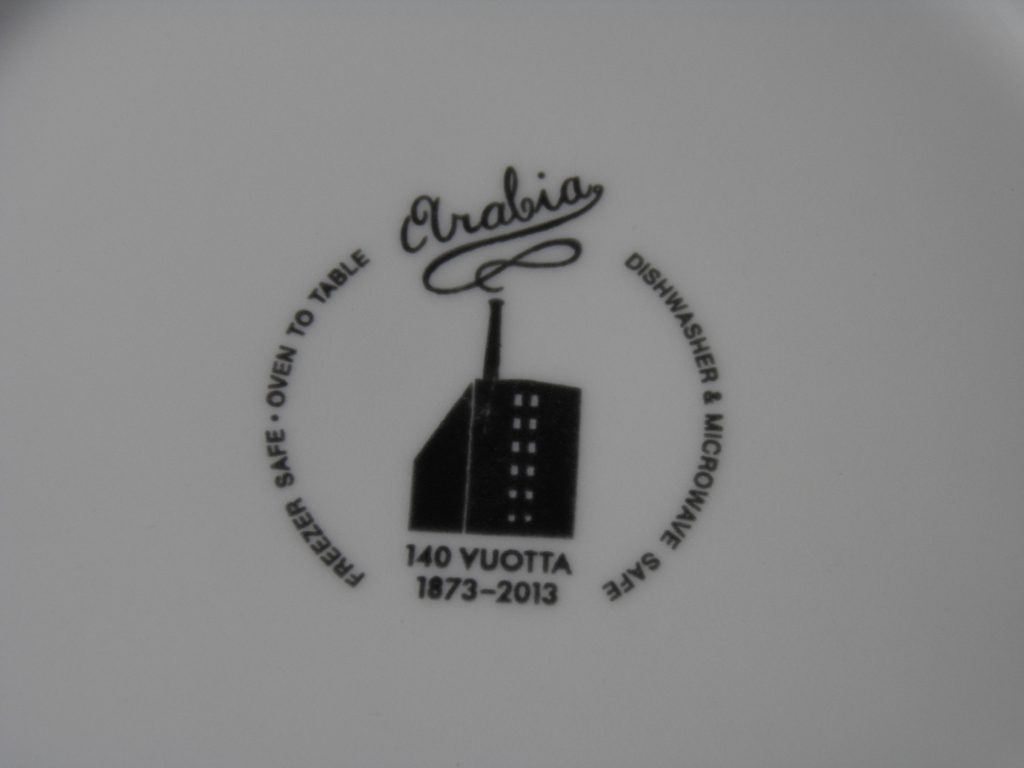 Arabia
FREEZER SAFE • OVEN TO TABLE
DISHWASHER & MICROWAVE SAFE
140 VUOTTA
1873-2013